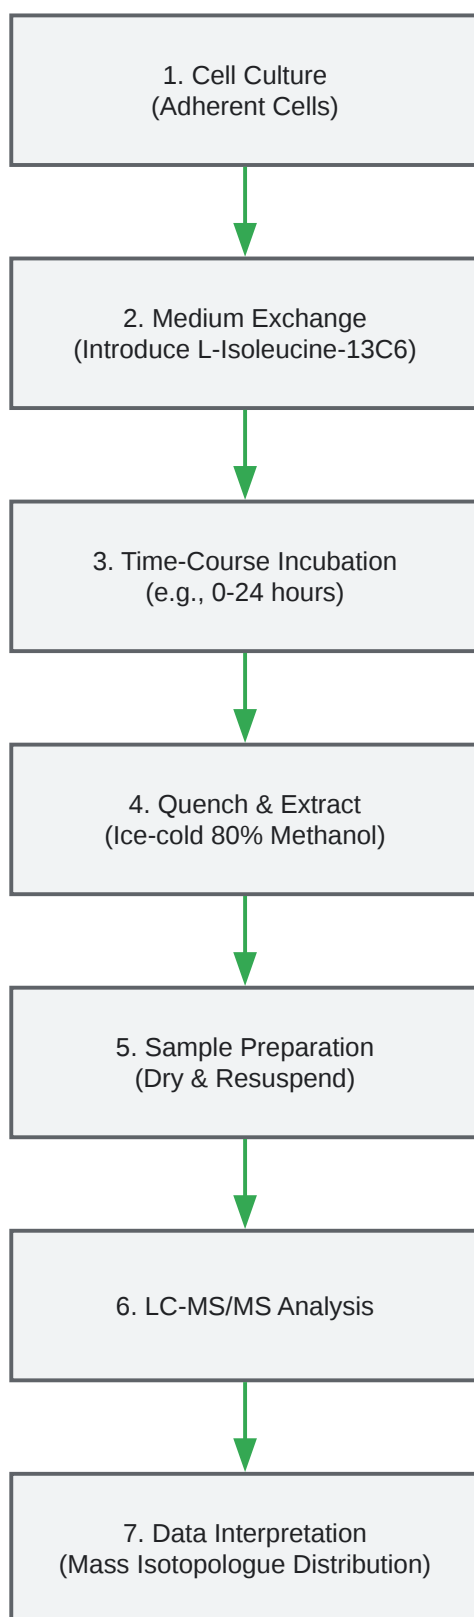 1. Cell Culture
(Adherent Cells)
2. Medium Exchange
(Introduce L-Isoleucine-13C6)
3. Time-Course Incubation
(e.g., 0-24 hours)
4. Quench & Extract
(Ice-cold 80% Methanol)
5. Sample Preparation
(Dry & Resuspend)
6. LC-MS/MS Analysis
7. Data Interpretation
(Mass Isotopologue Distribution)